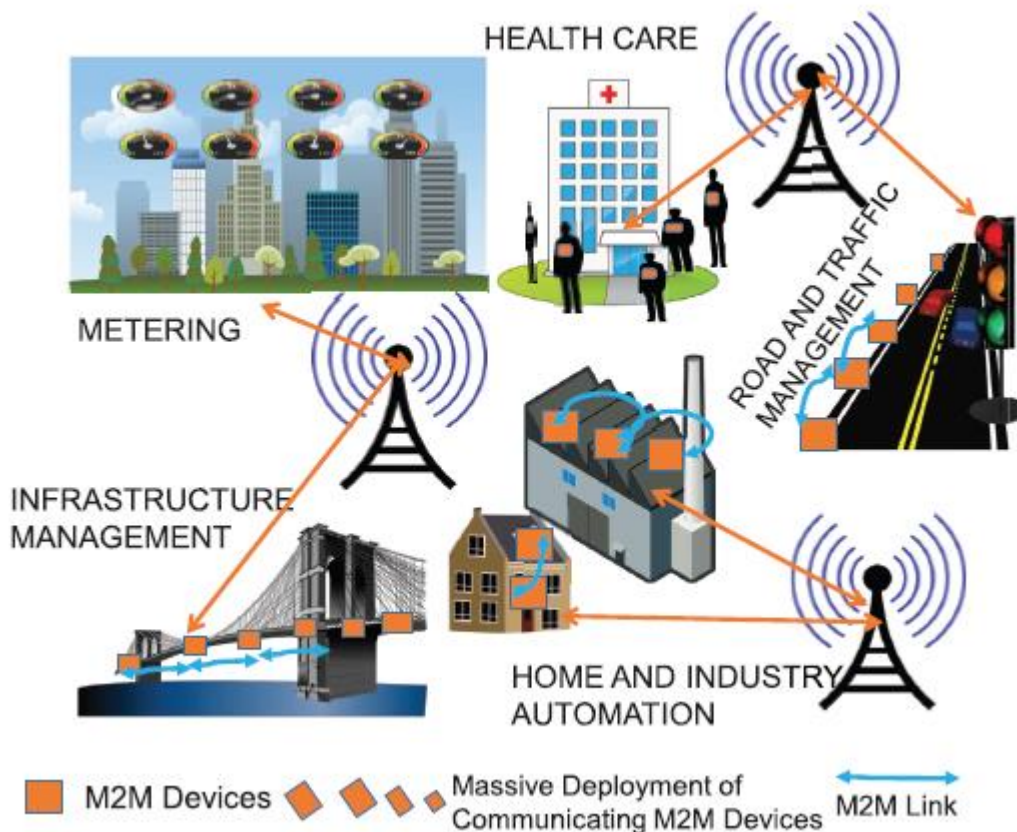 HEALTH CARE
METERING
ROAD AND TRAFFIC
MANAGEMENT
INFRASTRUCTURE
MANAGEMENT
HOME AND INDUSTRY
AUTOMATION
M2M Devices
Massive Deployment of
Communicating M2M Devices
M2M Link